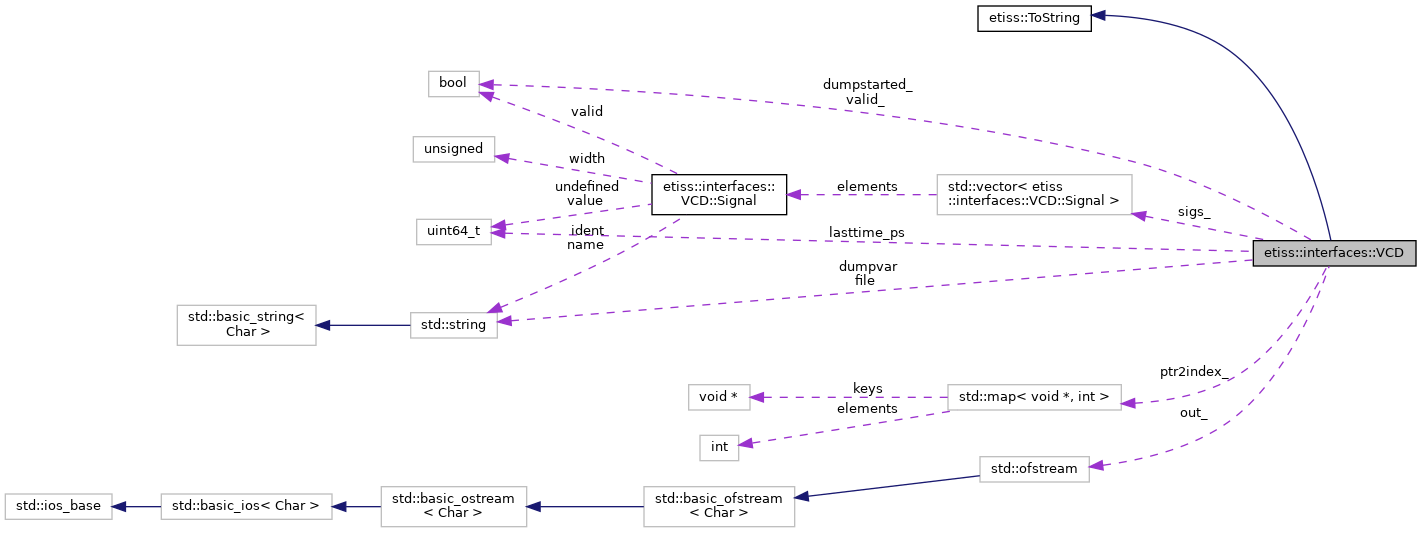 etiss::ToString
bool
dumpstarted_
valid_
valid
unsigned
width
etiss::interfaces::
VCD::Signal
elements
std::vector< etiss
::interfaces::VCD::Signal >
undefined
value
sigs_
uint64_t
ident
name
lasttime_ps
etiss::interfaces::VCD
dumpvar
file
std::basic_string<
Char >
std::string
ptr2index_
void *
keys
std::map< void *, int >
elements
out_
int
std::ofstream
std::ios_base
std::basic_ios< Char >
std::basic_ostream
< Char >
std::basic_ofstream
< Char >